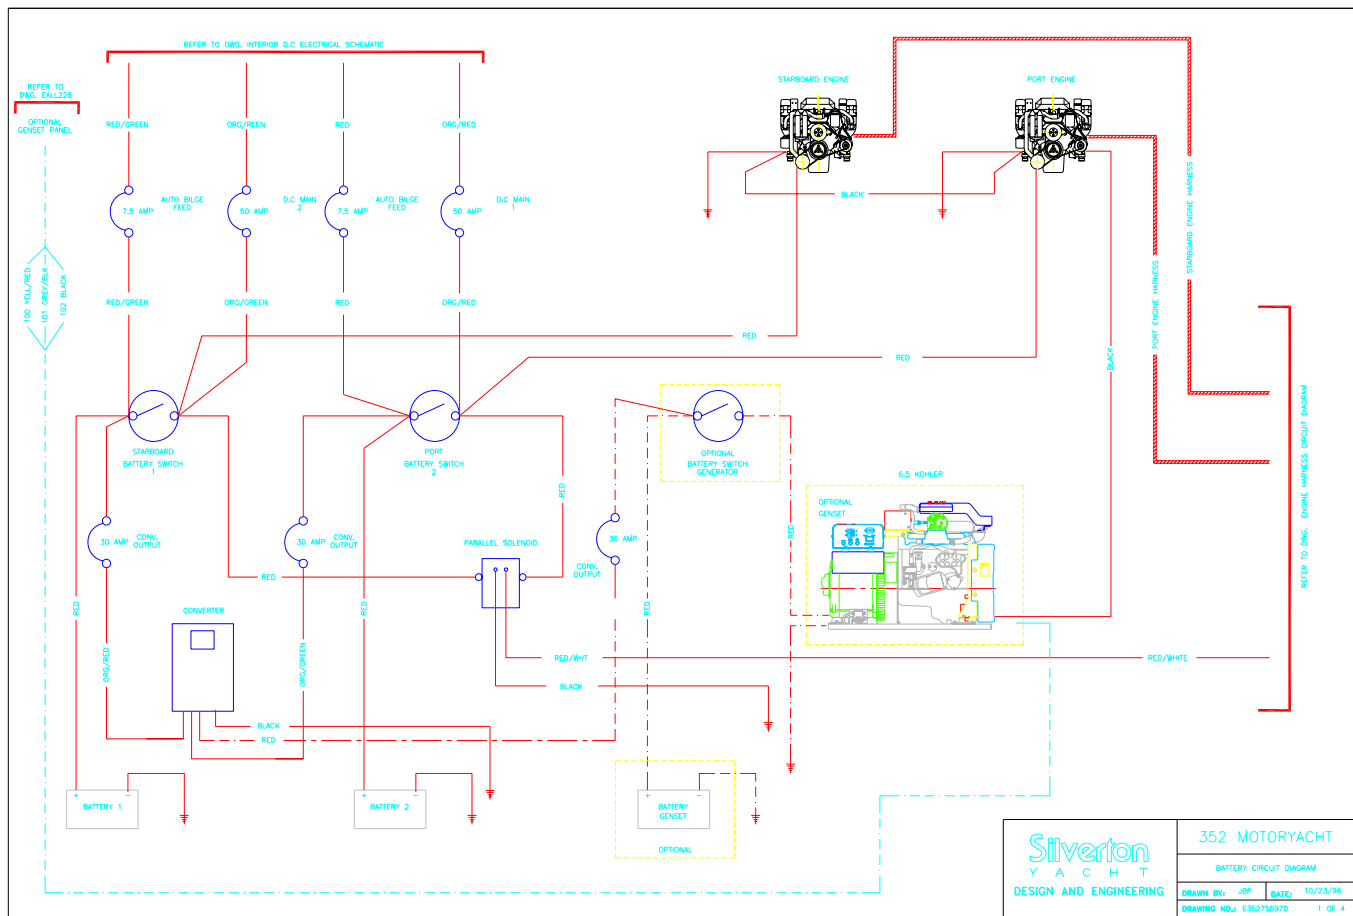 REFER TO DWG. INTERIOR D.C ELECTRICAL SCHEMATIC
REFER TO
DWG. EALL226
OPTIONAL
GENSET PANEL
RED/GREEN
ORG/GREEN
RED
ORG/RED
STARBOARD ENGINE
PORT ENGINE
7.5 AMP
AUTO BILGE
FEED
50 AMP
D.C MAIN
2
7.5 AMP
AUTO BILGE
FEED
50 AMP
D.C MAIN
1
BLACK
STARBOARD ENGINE HARNESS
PORT ENGINE HARNESS
100 YELL/RED
101 GREY/BLK
102 BLACK
RED/GREEN
ORG/GREEN
RED
ORG/RED
RED
RED
BLACK
STARBOARD
BATTERY SWITCH
1
PORT
BATTERY SWITCH
2
OPTIONAL
BATTERY SWITCH
GENERATOR
REFER TO DWG. ENGINE HARNESS CIRCUIT DIAGRAM
6.5 KOHLER
OPTIONAL
GENSET
RED
RED
30 AMP
CONV.
OUTPUT
30 AMP
CONV.
OUTPUT
PARALLEL SOLENOID
30 AMP
CONV.
OUTPUT
RED
RED
RED
RED
CONVERTER
ORG/RED
ORG/GREEN
RED/WHT
RED/WHITE
BLACK
BLACK
RED
+ -
BATTERY 1
+ -
BATTERY 2
+ -
BATTERY
GENSET
OPTIONAL
Silverton
YACHT
DESIGN AND ENGINEERING
352 MOTORYACHT
BATTERY CIRCUIT DIAGRAM
DRAWN BY: JBP
DATE: 10/23/96
DRAWING NO.:
1 OF 4